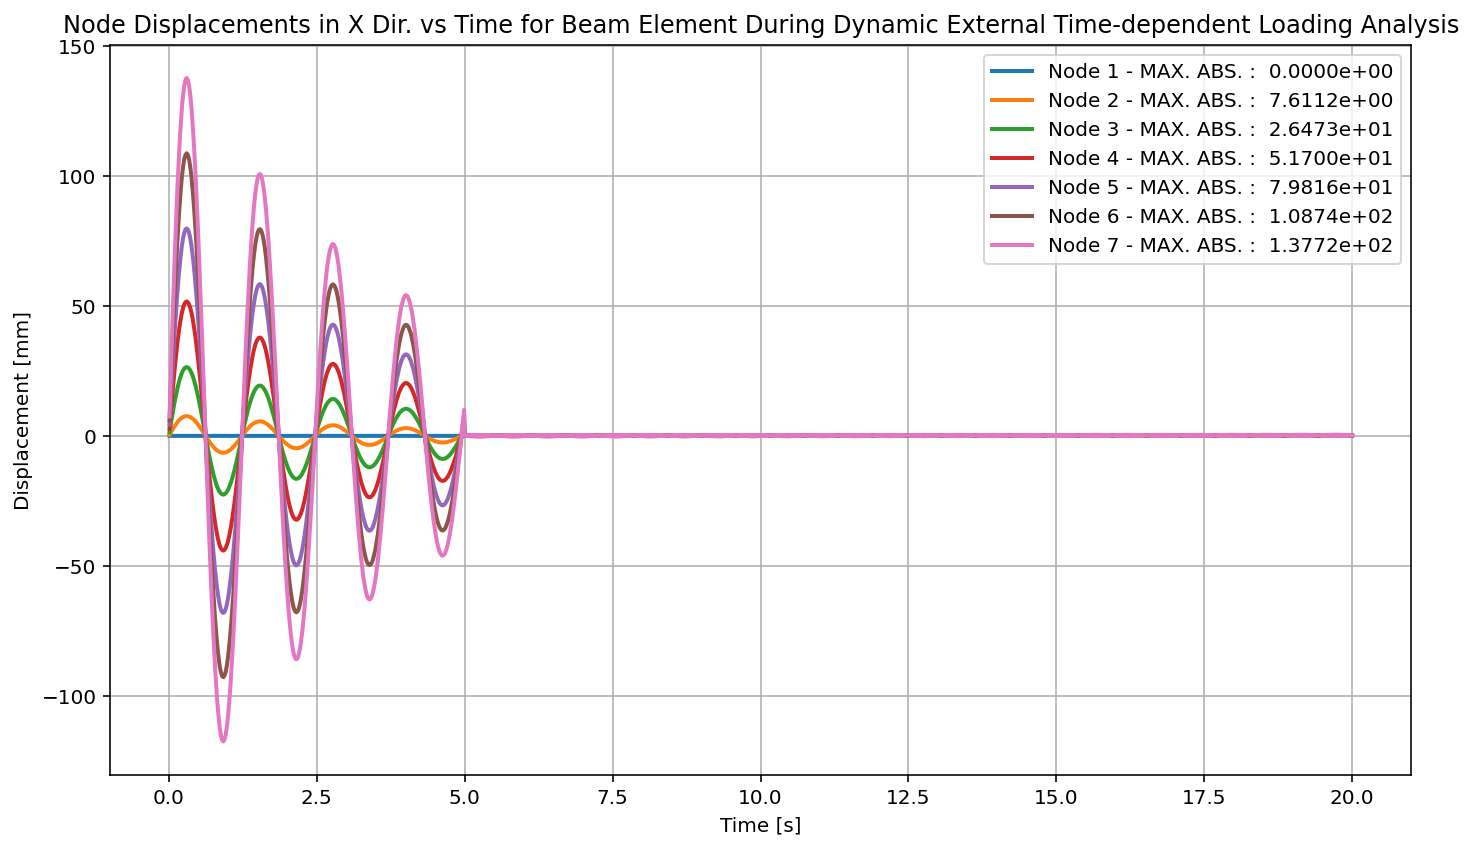 Node Displacements in X Dir. vs Time for Beam Element During Dynamic External Time-dependent Loading Analysis
150
100
50
0
−50
−100
Displacement [mm]
Node 1 - MAX. ABS. : 0.0000e+00
Node 2 - MAX. ABS. : 7.6112e+00
Node 3 - MAX. ABS. : 2.6473e+01
Node 4 - MAX. ABS. : 5.1700e+01
Node 5 - MAX. ABS. : 7.9816e+01
Node 6 - MAX. ABS. : 1.0874e+02
Node 7 - MAX. ABS. : 1.3772e+02
0.0 2.5 5.0 7.5 10.0 12.5 15.0 17.5 20.0
Time [s]